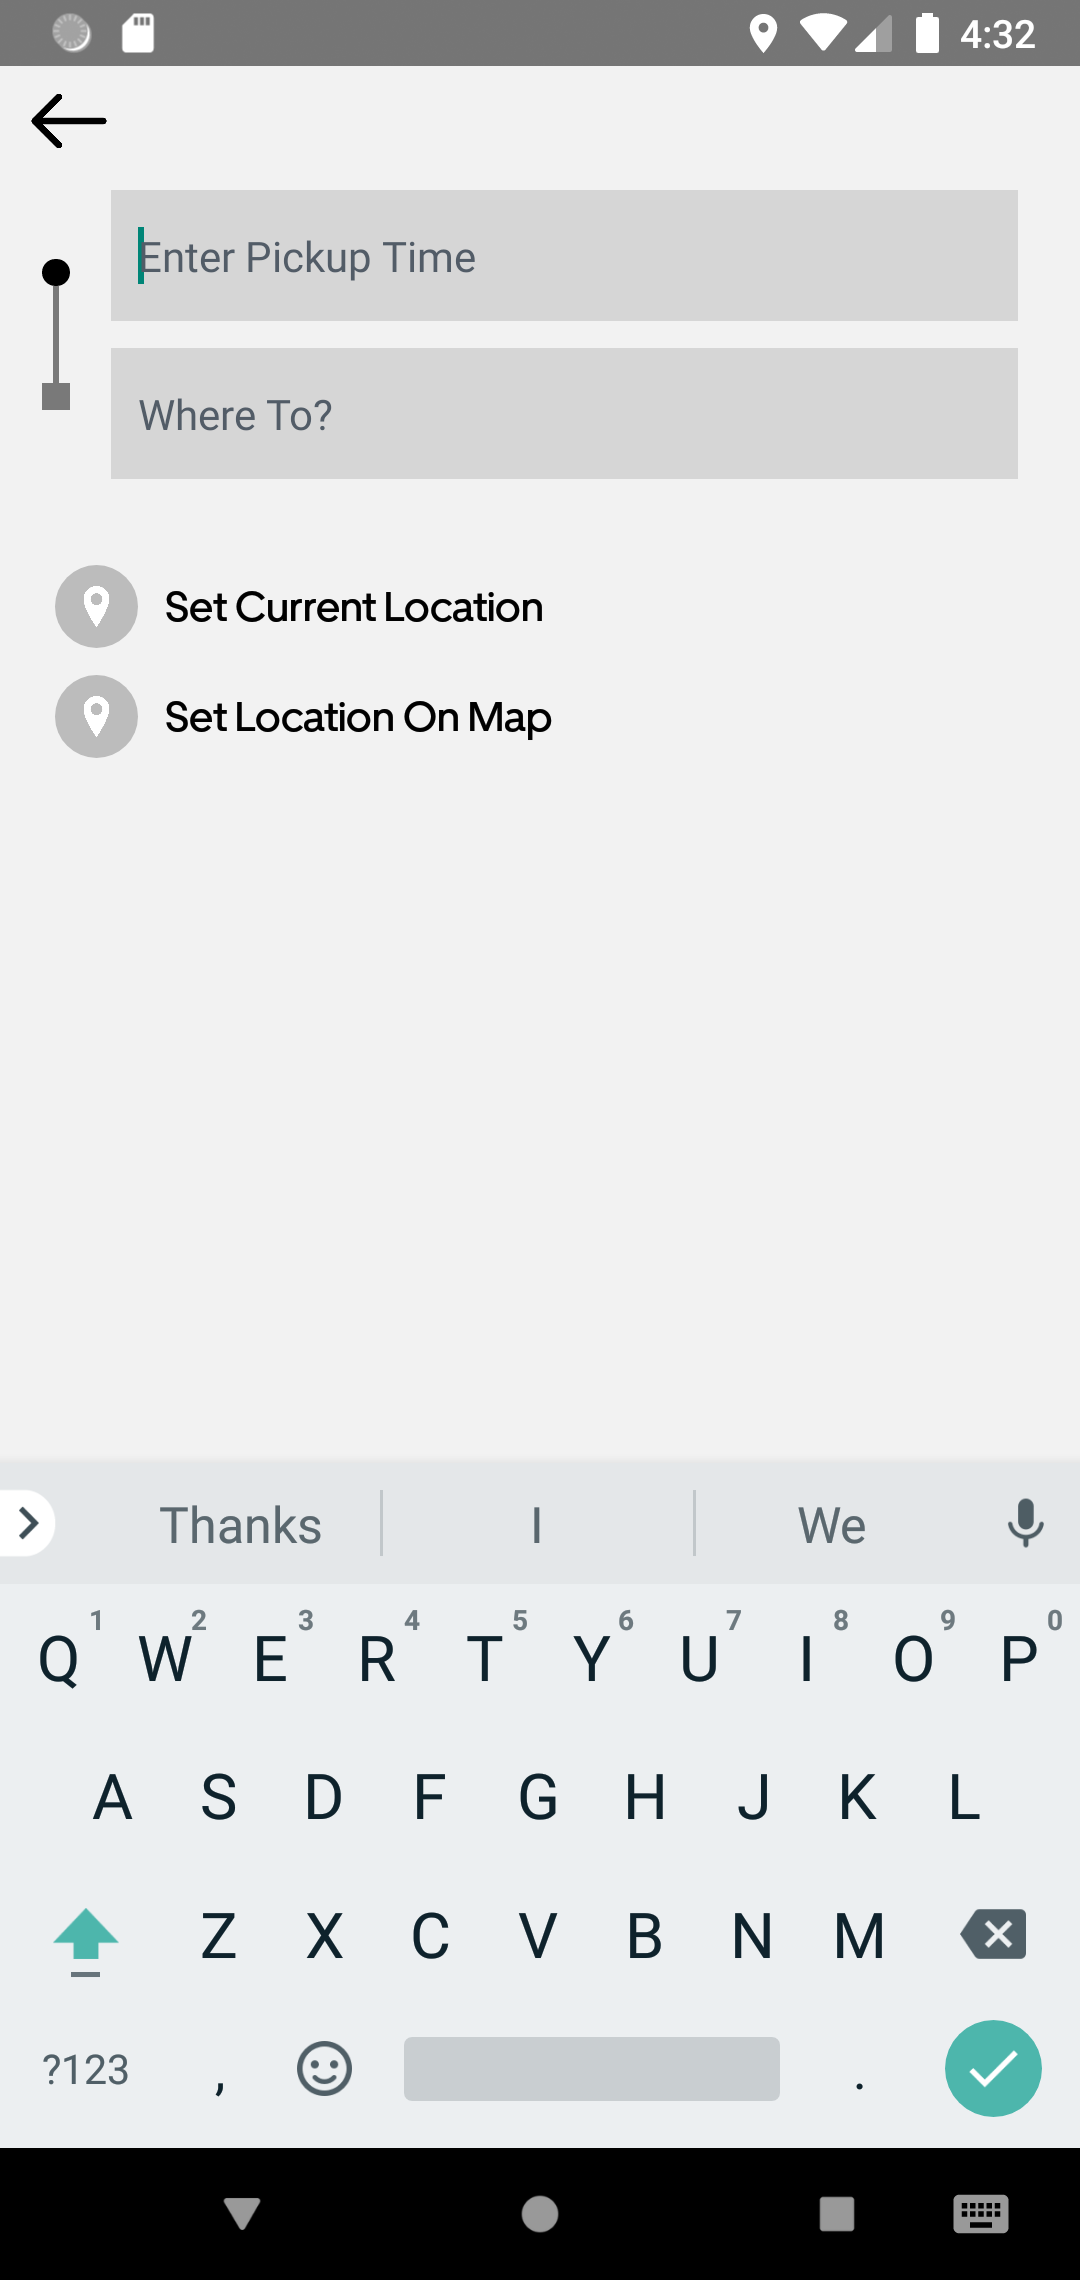 4:32
Enter Pickup Time
Where To?
Set Current Location
Set Location On Map
Thanks I We
1 2 3 4 5 6 7 8 9 0
Q W E R T Y U I O P
A S D F G H J K L
Z X C V B N M
?123 , .